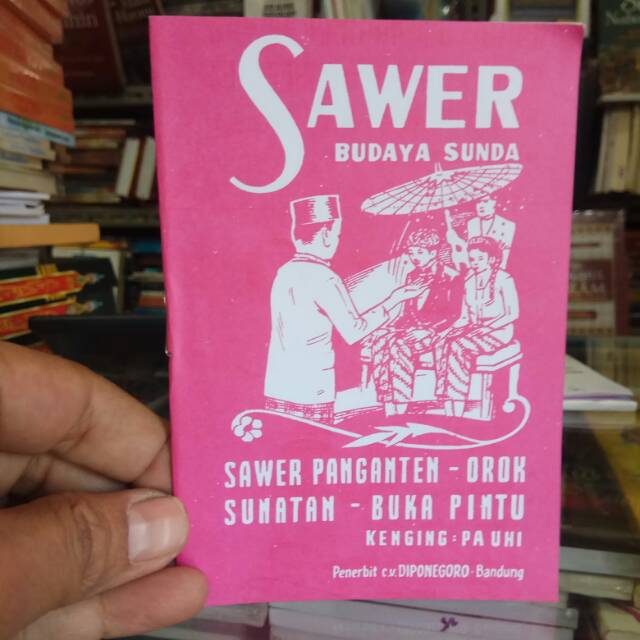 SAWER
BUDAYA SUNDA
SAWER PANGANTEN - OROK
SUNATAN - BUKA PINTU
KENGING : PA UHI
Penerbit c.v. DIPONEGORO - Bandung